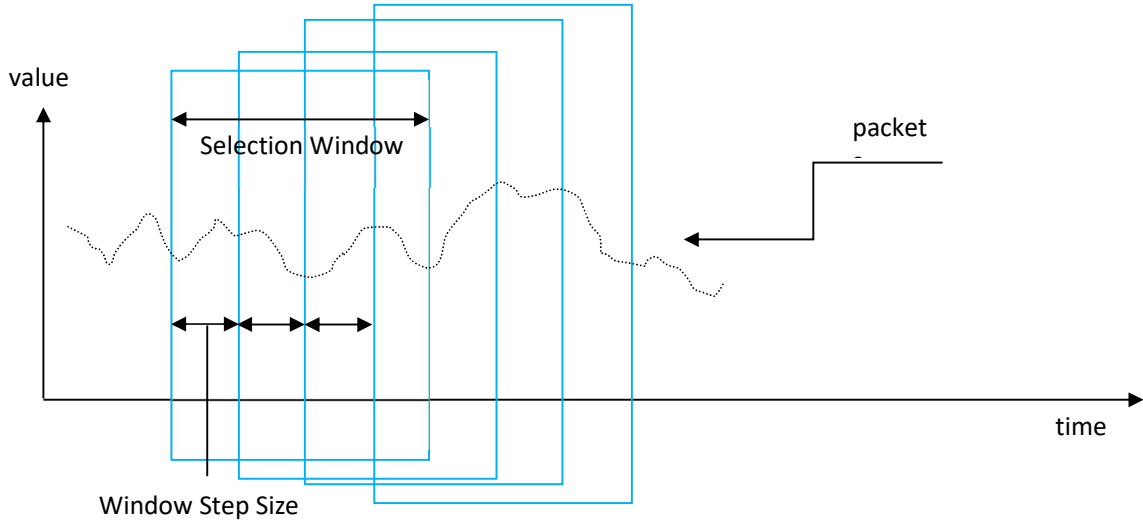 value
Selection Window
packet
time
Window Step Size